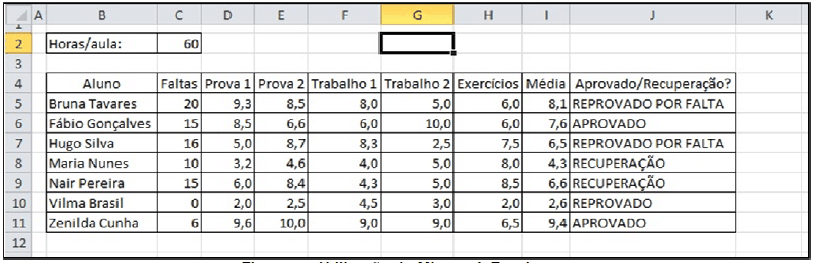 A B C D E F G H I J K
1
2 Horas/aula: 60
3
4 Aluno Faltas Prova 1 Prova 2 Trabalho 1 Trabalho 2 Exercícios Média Aprovado/Recuperação?
5 Bruna Tavares 20 9,3 8,5 8,0 5,0 6,0 8,1 REPROVADO POR FALTA
6 Fábio Gonçalves 15 8,5 6,6 6,0 10,0 6,0 7,6 APROVADO
7 Hugo Silva 16 5,0 8,7 8,3 2,5 7,5 6,5 REPROVADO POR FALTA
8 Maria Nunes 10 3,2 4,6 4,0 5,0 8,0 4,3 RECUPERAÇÃO
9 Nair Pereira 15 6,0 8,4 4,3 5,0 8,5 6,6 RECUPERAÇÃO
10 Vilma Brasil 0 2,0 2,5 4,5 3,0 2,0 2,6 REPROVADO
11 Zenilda Cunha 6 9,6 10,0 9,0 9,0 6,5 9,4 APROVADO
12